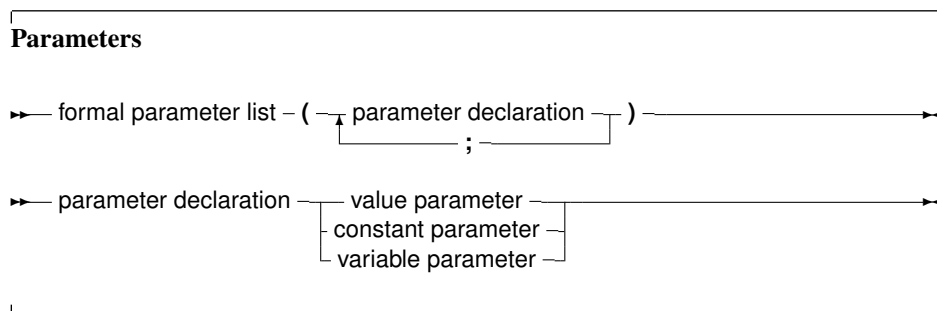 Parameters
formal parameter list ( parameter declaration )
;
parameter declaration value parameter
constant parameter
variable parameter